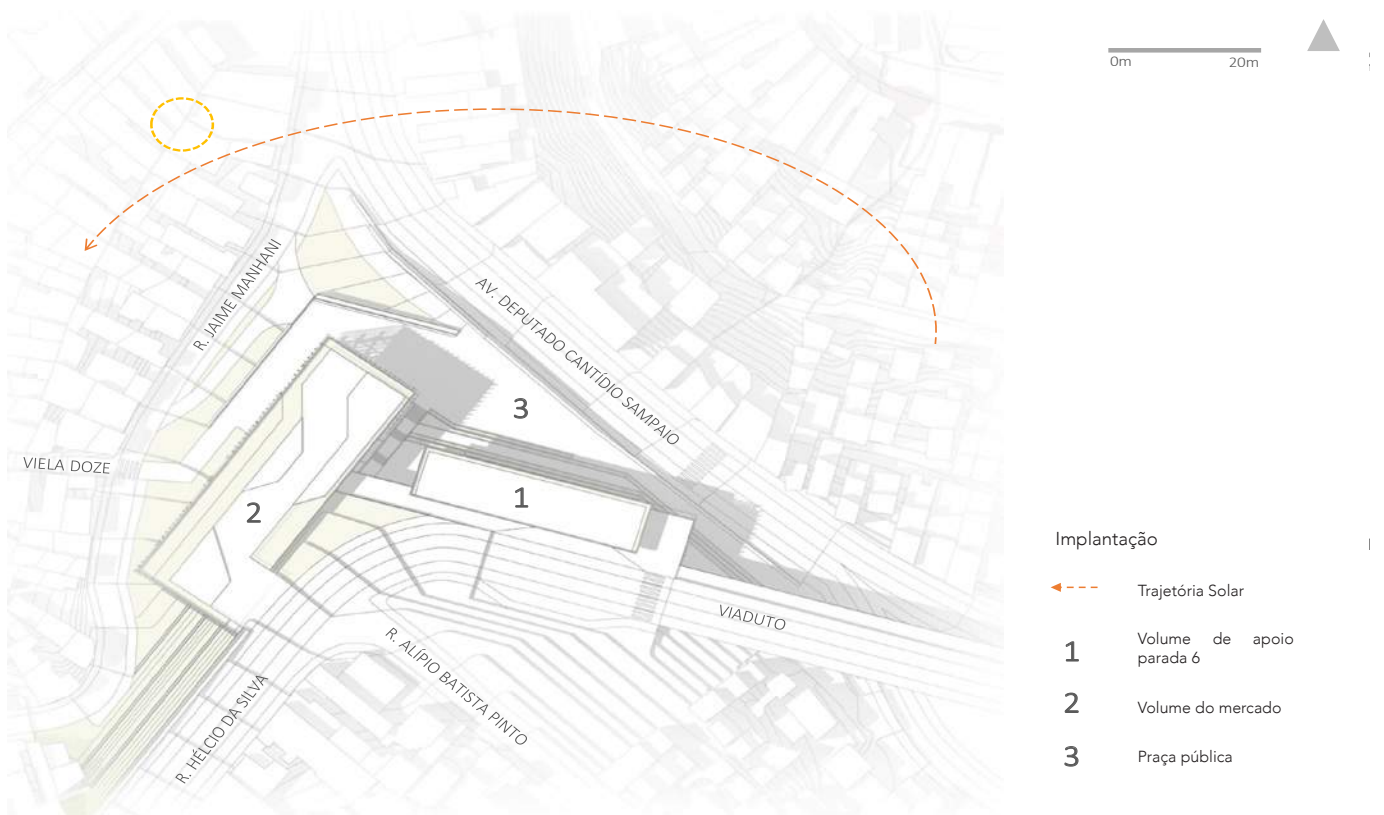 0m
20m
R. JAIME MANHANI
AV. DEPUTADO CANTÍDIO SAMPAIO
3
VIELA DOZE
1
2
VIADUTO
R. ALÍPIO BATISTA PINTO
R. HÉLCIO DA SILVA
Implantação
Trajetória Solar
1
Volume de apoio
parada 6
2
Volume do mercado
3
Praça pública